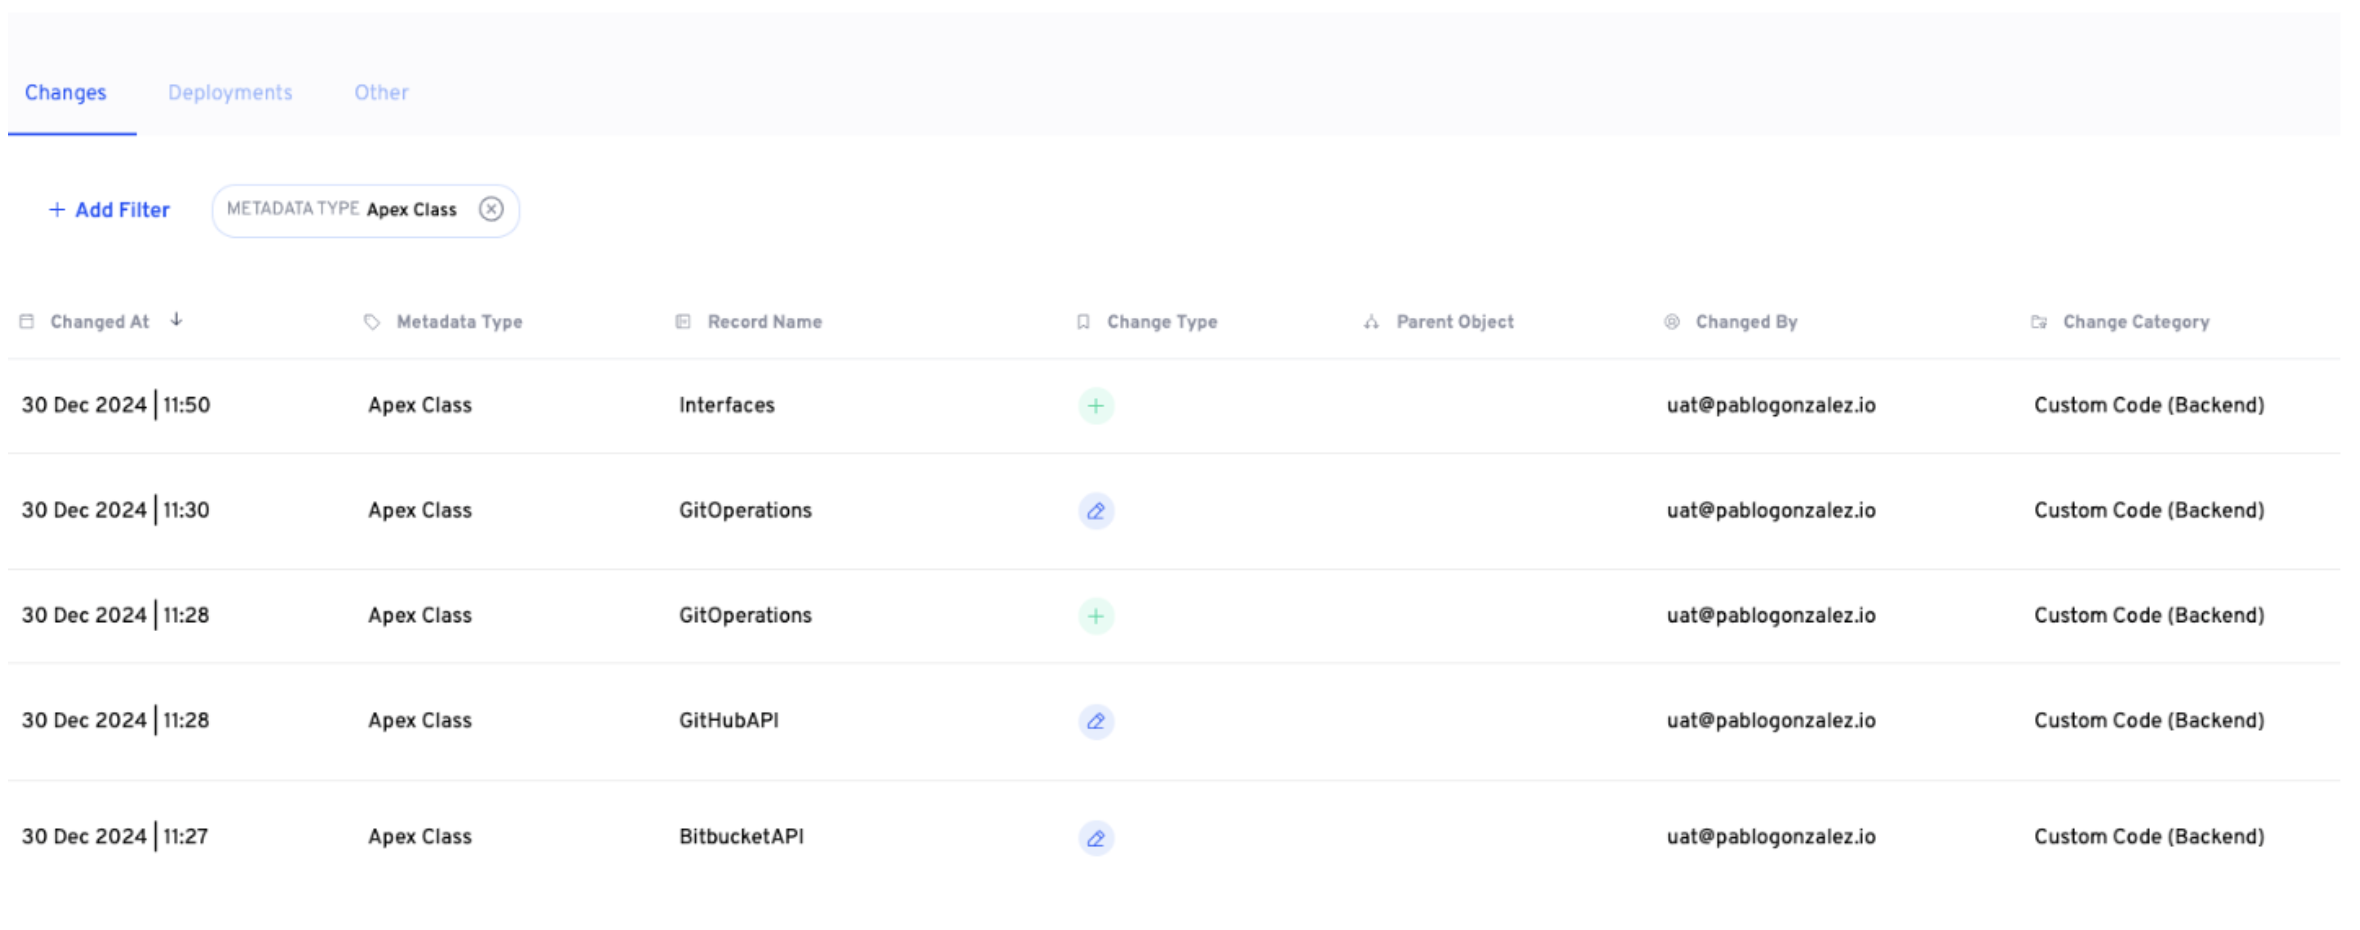 Changes Deployments Other
+ Add Filter METADATA TYPE Apex Class
Changed At Metadata Type Record Name Change Type Parent Object Changed By Change Category
30 Dec 2024 | 11:50 Apex Class Interfaces uat@pablogonzalez.io Custom Code (Backend)
30 Dec 2024 | 11:30 Apex Class GitOperations uat@pablogonzalez.io Custom Code (Backend)
30 Dec 2024 | 11:28 Apex Class GitOperations uat@pablogonzalez.io Custom Code (Backend)
30 Dec 2024 | 11:28 Apex Class GitHubAPI uat@pablogonzalez.io Custom Code (Backend)
30 Dec 2024 | 11:27 Apex Class BitbucketAPI uat@pablogonzalez.io Custom Code (Backend)